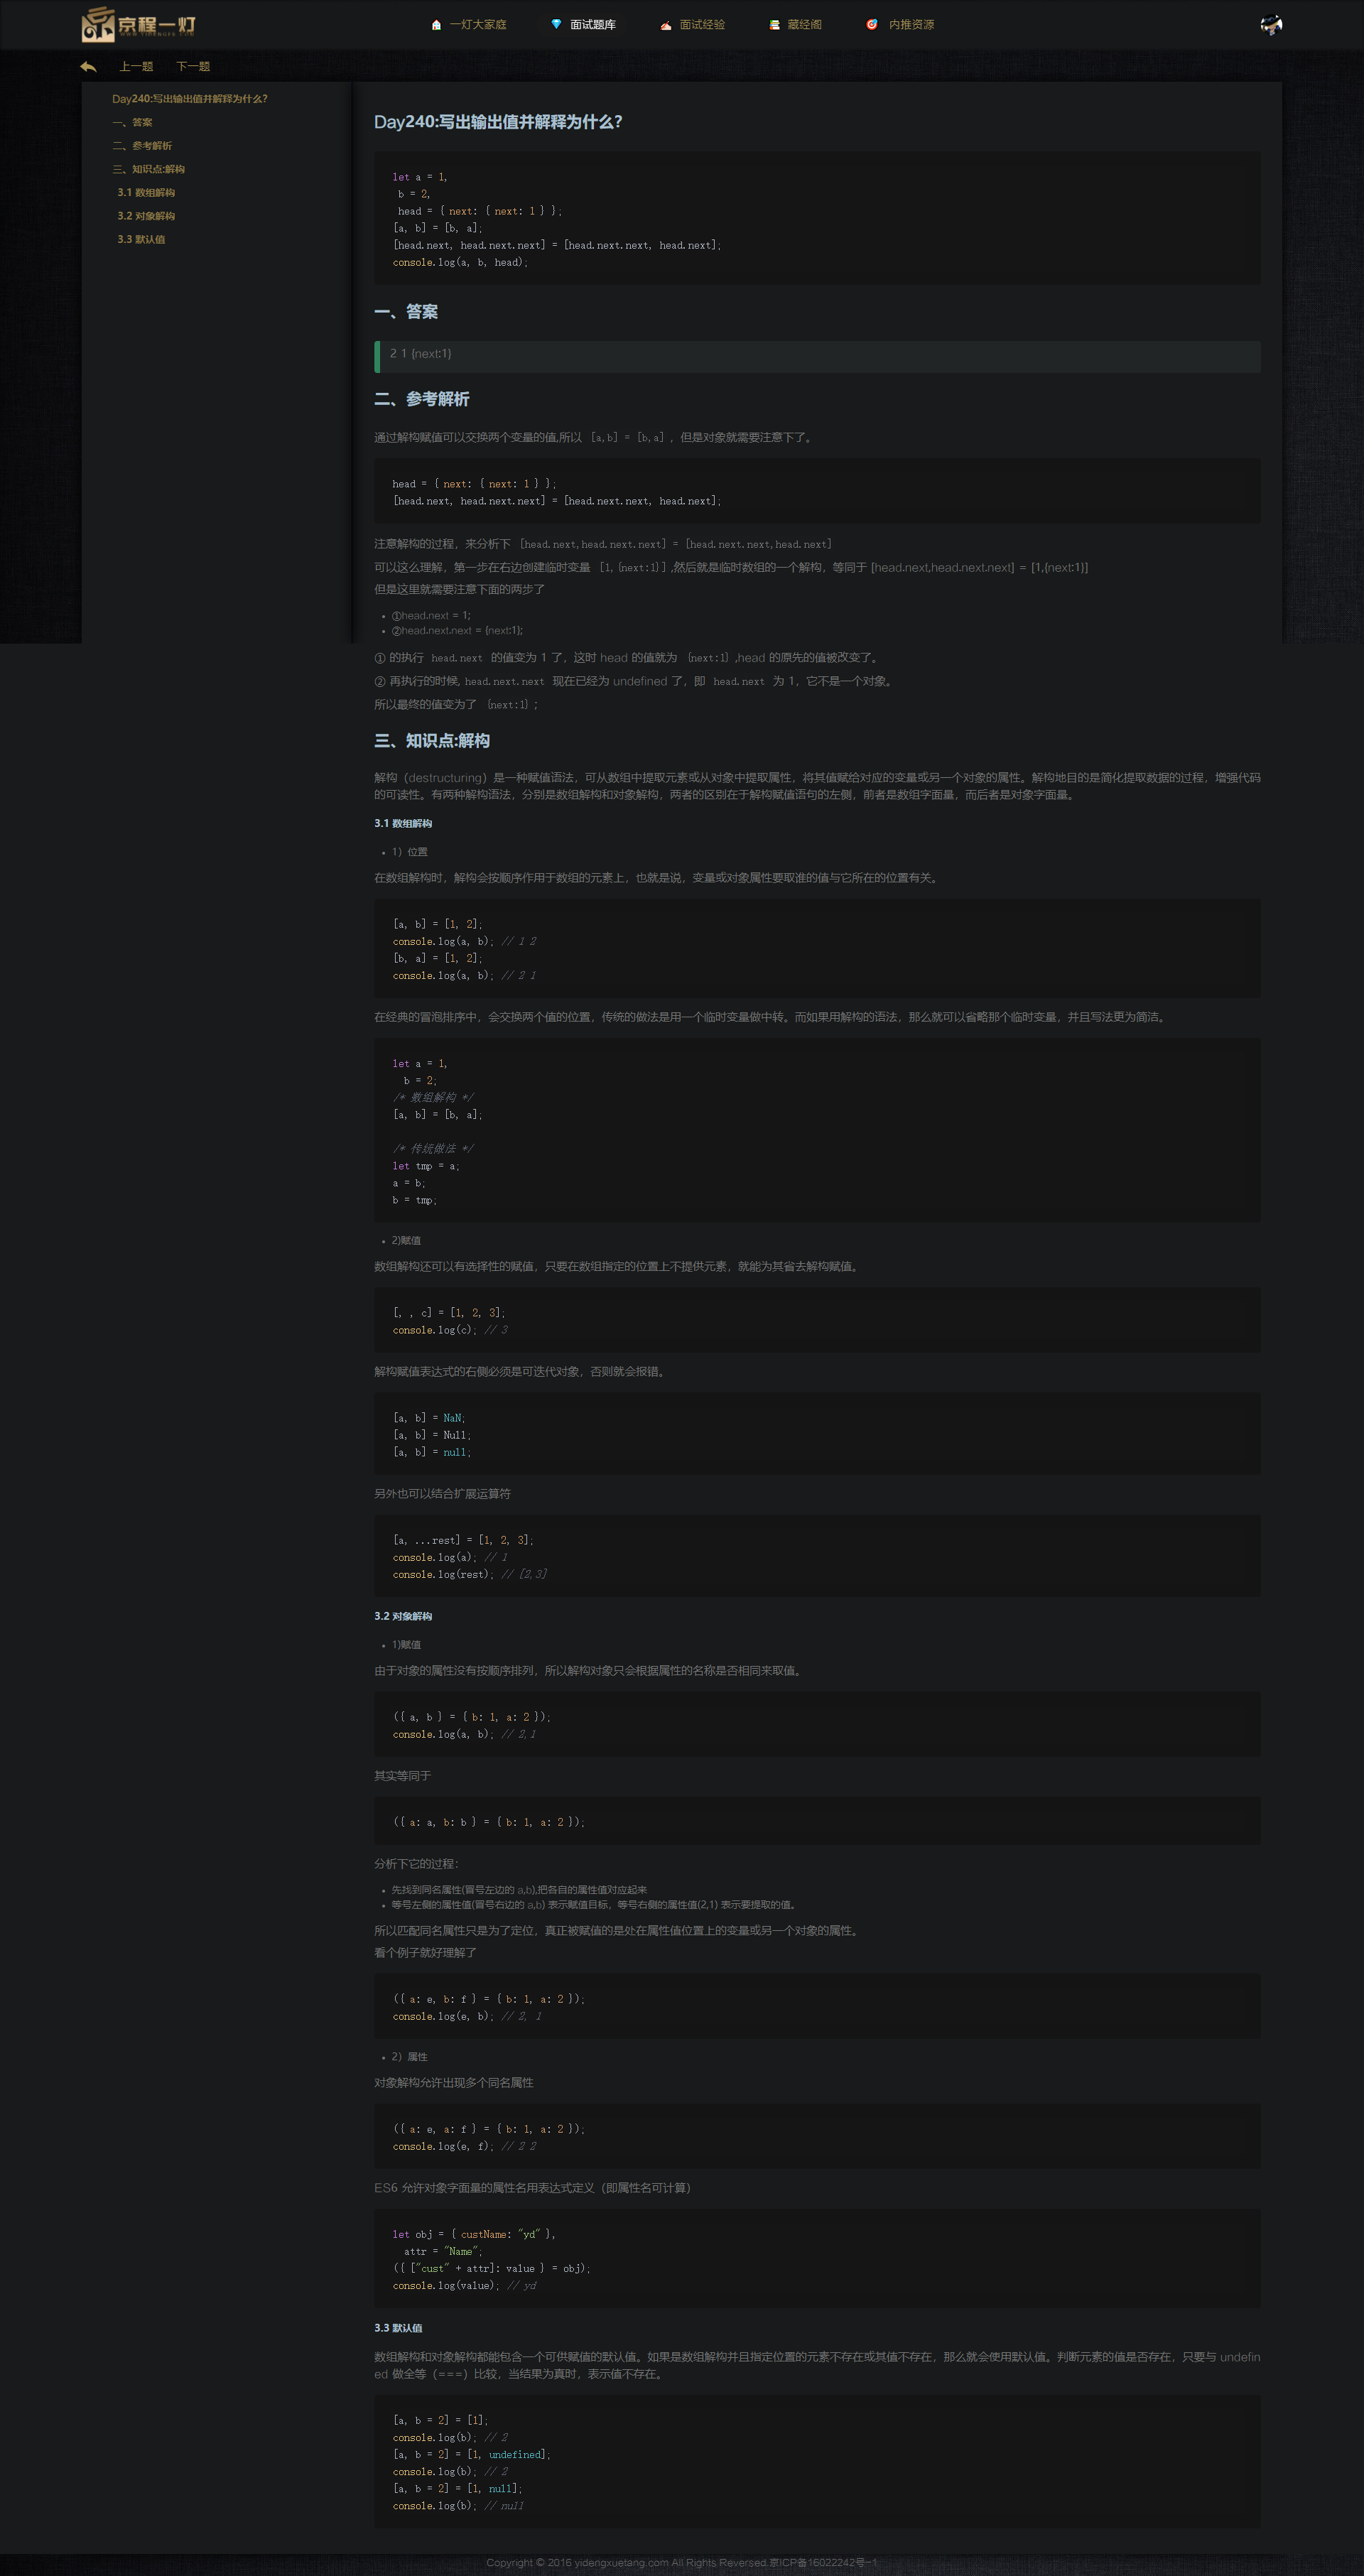 京程一灯
WWW.YIDENGFE.COM
一灯大家庭
面试题库
面试经验
藏经阁
内推资源
上一题 下一题
Day240:写出输出值并解释为什么?
一、答案
二、参考解析
三、知识点:解构
3.1 数组解构
3.2 对象解构
3.3 默认值
Day240:写出输出值并解释为什么?
let a = 1,
b = 2,
head = { next: { next: 1 } };
[a, b] = [b, a];
[head.next, head.next.next] = [head.next.next, head.next];
console.log(a, b, head);
一、答案
2 1 {next:1}
二、参考解析
通过解构赋值可以交换两个变量的值,所以 [a,b] = [b,a] ，但是对象就需要注意下了。
head = { next: { next: 1 } };
[head.next, head.next.next] = [head.next.next, head.next];
注意解构的过程，来分析下 [head.next,head.next.next] = [head.next.next,head.next]
可以这么理解，第一步在右边创建临时变量 [1,{next:1}] ,然后就是临时数组的一个解构，等同于 [head.next,head.next.next] = [1,{next:1}]
但是这里就需要注意下面的两步了
• ①head.next = 1;
• ②head.next.next = {next:1};
① 的执行 head.next 的值变为 1 了，这时 head 的值就为 {next:1} ,head 的原先的值被改变了。
② 再执行的时候, head.next.next 现在已经为 undefined 了，即 head.next 为 1，它不是一个对象。
所以最终的值变为了 {next:1} ;
三、知识点:解构
解构（destructuring）是一种赋值语法，可从数组中提取元素或从对象中提取属性，将其值赋给对应的变量或另一个对象的属性。解构地目的是简化提取数据的过程，增强代码
的可读性。有两种解构语法，分别是数组解构和对象解构，两者的区别在于解构赋值语句的左侧，前者是数组字面量，而后者是对象字面量。
3.1 数组解构
• 1）位置
在数组解构时，解构会按顺序作用于数组的元素上，也就是说，变量或对象属性要取谁的值与它所在的位置有关。
[a, b] = [1, 2];
console.log(a, b); // 1 2
[b, a] = [1, 2];
console.log(a, b); // 2 1
在经典的冒泡排序中，会交换两个值的位置，传统的做法是用一个临时变量做中转。而如果用解构的语法，那么就可以省略那个临时变量，并且写法更为简洁。
let a = 1,
b = 2;
/* 数组解构 */
[a, b] = [b, a];
/* 传统做法 */
let tmp = a;
a = b;
b = tmp;
• 2)赋值
数组解构还可以有选择性的赋值，只要在数组指定的位置上不提供元素，就能为其省去解构赋值。
[, , c] = [1, 2, 3];
console.log(c); // 3
解构赋值表达式的右侧必须是可迭代对象，否则就会报错。
[a, b] = NaN;
[a, b] = Null;
[a, b] = null;
另外也可以结合扩展运算符
[a, ...rest] = [1, 2, 3];
console.log(a); // 1
console.log(rest); // [2,3]
3.2 对象解构
• 1)赋值
由于对象的属性没有按顺序排列，所以解构对象只会根据属性的名称是否相同来取值。
({ a, b } = { b: 1, a: 2 });
console.log(a, b); // 2,1
其实等同于
({ a: a, b: b } = { b: 1, a: 2 });
分析下它的过程：
• 先找到同名属性(冒号左边的 a,b),把各自的属性值对应起来
• 等号左侧的属性值(冒号右边的 a,b) 表示赋值目标，等号右侧的属性值(2,1) 表示要提取的值。
所以匹配同名属性只是为了定位，真正被赋值的是处在属性值位置上的变量或另一个对象的属性。
看个例子就好理解了
({ a: e, b: f } = { b: 1, a: 2 });
console.log(e, b); // 2, 1
• 2）属性
对象解构允许出现多个同名属性
({ a: e, a: f } = { b: 1, a: 2 });
console.log(e, f); // 2 2
ES6 允许对象字面量的属性名用表达式定义（即属性名可计算）
let obj = { custName: "yd" },
attr = "Name";
({ ["cust" + attr]: value } = obj);
console.log(value); // yd
3.3 默认值
数组解构和对象解构都能包含一个可供赋值的默认值。如果是数组解构并且指定位置的元素不存在或其值不存在，那么就会使用默认值。判断元素的值是否存在，只要与 undefin
ed 做全等（===）比较，当结果为真时，表示值不存在。
[a, b = 2] = [1];
console.log(b); // 2
[a, b = 2] = [1, undefined];
console.log(b); // 2
[a, b = 2] = [1, null];
console.log(b); // null
Copyright © 2016 yidengxuetang.com All Rights Reversed.京ICP备16022242号-1